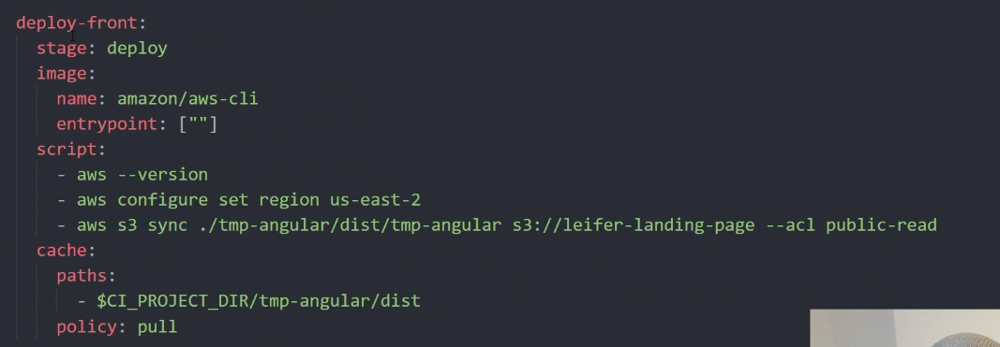 deploy-front:
stage: deploy
image:
name: amazon/aws-cli
entrypoint: [""]
script:
- aws --version
- aws configure set region us-east-2
- aws s3 sync ./tmp-angular/dist/tmp-angular s3://leifer-landing-page --acl public-read
cache:
paths:
- $CI_PROJECT_DIR/tmp-angular/dist
policy: pull